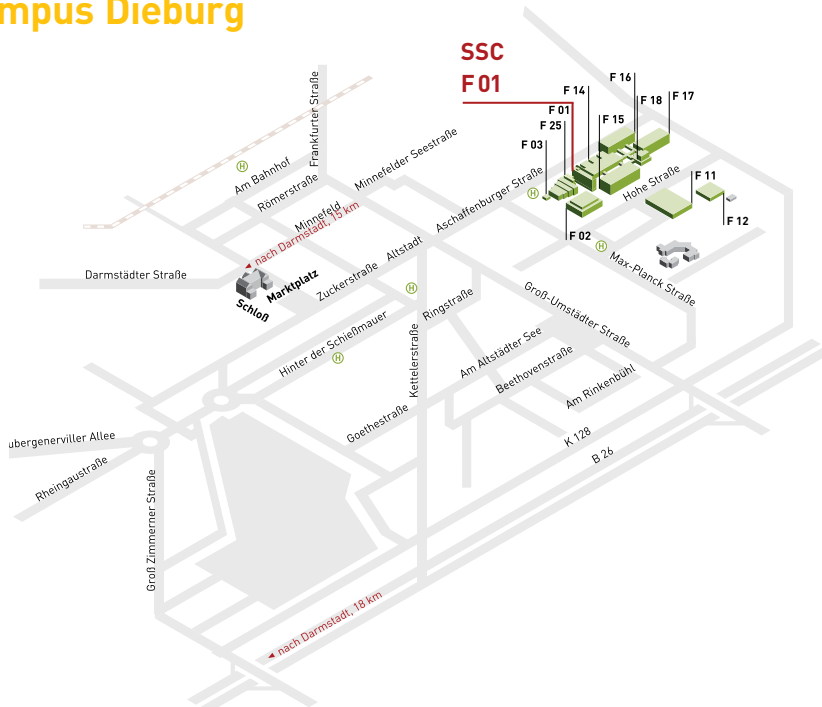 mpus Dieburg
SSC
F 01
F 16
F 14
F 17
F 18
F 01
F 15
F 25
F 03
F 11
F 12
F 02
Frankfurter Straße
H
Am Bahnhof
Römerstraße
Minnefelder Seestraße
Minnefeld
nach Darmstadt, 15 km
Aschaffenburger Straße
H
Hohe Straße
H
Max-Planck Straße
Darmstädter Straße
Schloß
Marktplatz
Zuckerstraße
Altstadt
H
Ringstraße
Groß-Umstädter Straße
Hinter der Schießmauer
H
Kettelerstraße
Am Altstädter See
Beethovenstraße
Am Rinkenbühl
Goethestraße
K 128
B 26
ubergenerviller Allee
Rheingaustraße
Groß Zimmerner Straße
nach Darmstadt, 18 km